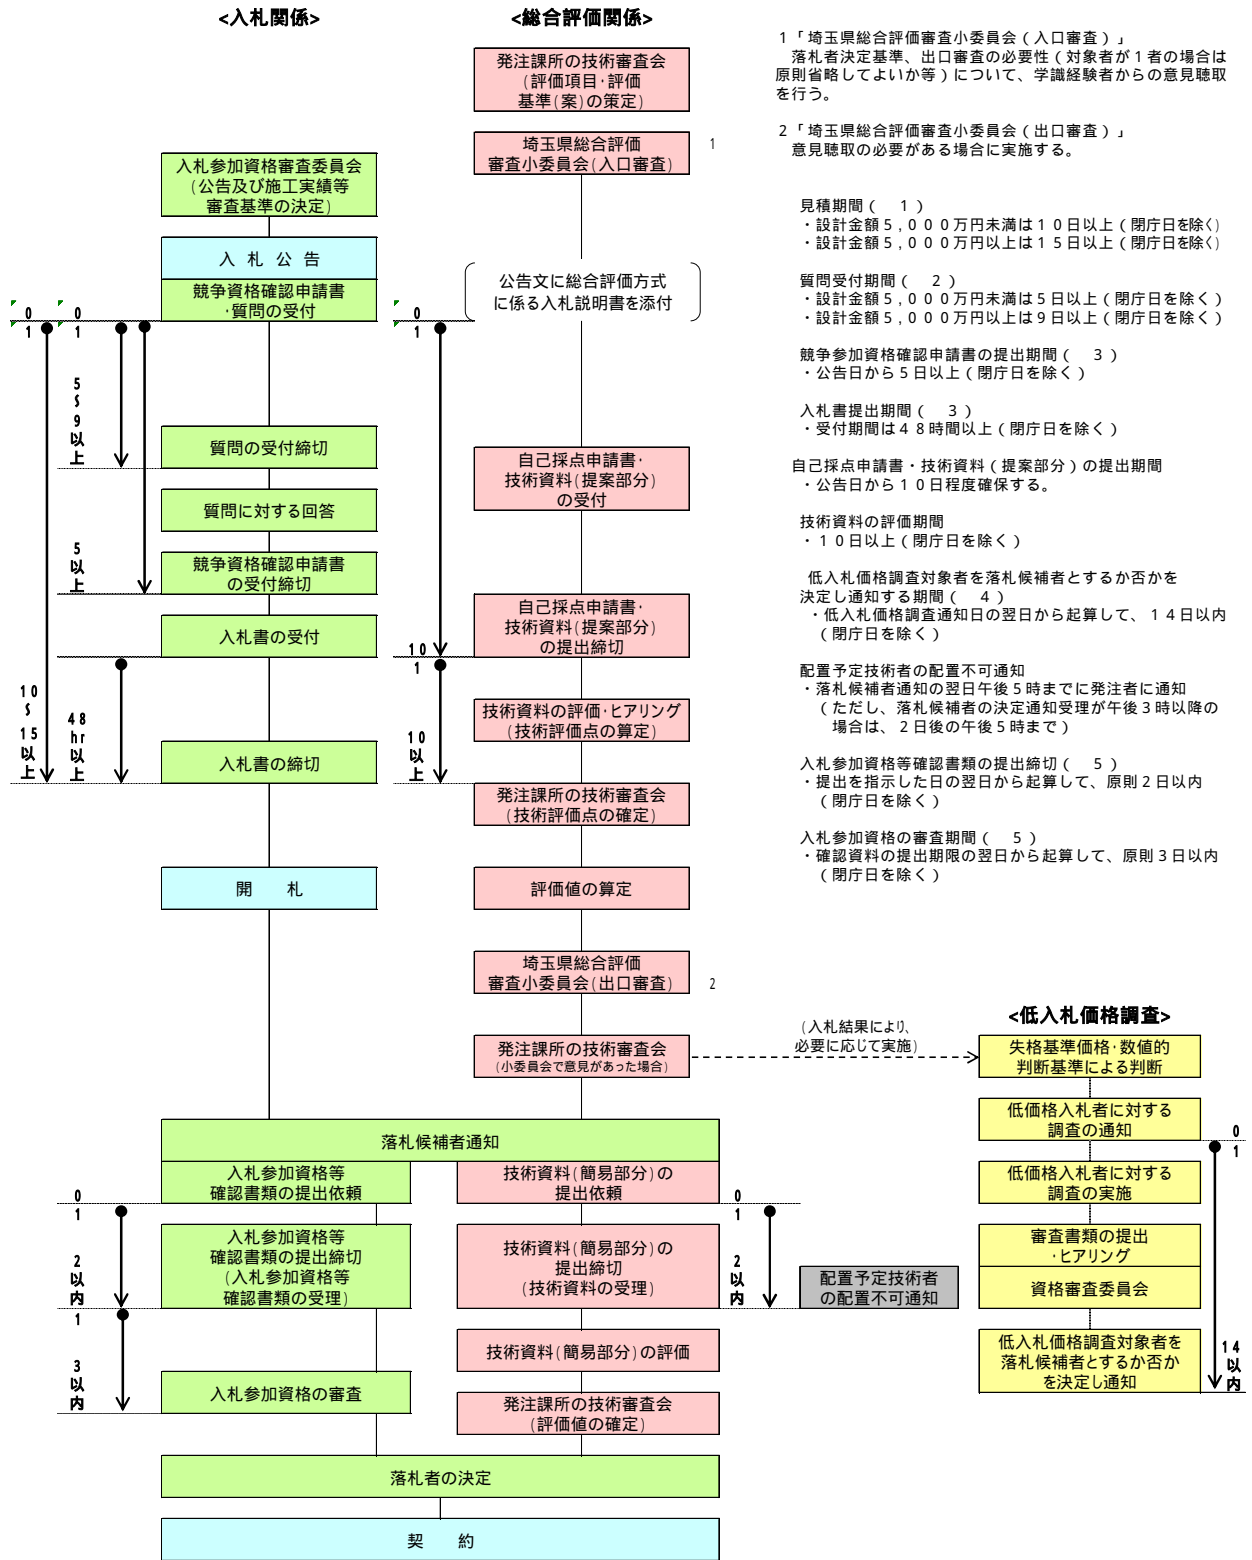 <入札関係>
<総合評価関係>
発注課所の技術審査会
(評価項目・評価
基準(案)の策定)
埼玉県総合評価
審査小委員会(入口審査)
1
入札参加資格審査委員会
(公告及び施工実績等
審査基準の決定)
入 札 公 告
競争資格確認申請書
・質問の受付
公告文に総合評価方式
に係る入札説明書を添付
0
1
0
1
0
1
5
〜
9
以
上
質問の受付締切
自己採点申請書・
技術資料(提案部分)
の受付
質問に対する回答
5
以
上
競争資格確認申請書
の受付締切
自己採点申請書・
技術資料(提案部分)
の提出締切
入札書の受付
10
1
10
〜
15
以
上
48
hr
以
上
技術資料の評価・ヒアリング
(技術評価点の算定)
10
以
上
入札書の締切
発注課所の技術審査会
(技術評価点の確定)
開 札
評価値の算定
埼玉県総合評価
審査小委員会(出口審査)
2
発注課所の技術審査会
(小委員会で意見があった場合)
(入札結果により、
必要に応じて実施)
落札候補者通知
入札参加資格等
確認書類の提出依頼
技術資料(簡易部分)の
提出依頼
0
1
0
1
2
以
内
入札参加資格等
確認書類の提出締切
(入札参加資格等
確認書類の受理)
技術資料(簡易部分)の
提出締切
(技術資料の受理)
2
以
内
配置予定技術者
の配置不可通知
1
3
以
内
技術資料(簡易部分)の評価
入札参加資格の審査
発注課所の技術審査会
(評価値の確定)
落札者の決定
契 約
1「埼玉県総合評価審査小委員会(入口審査)」
落札者決定基準、出口審査の必要性(対象者が1者の場合は
原則省略してよいか等)について、学識経験者からの意見聴取
を行う。
2「埼玉県総合評価審査小委員会(出口審査)」
意見聴取の必要がある場合に実施する。
見積期間( 1)
・設計金額5,000万円未満は10日以上(閉庁日を除く)
・設計金額5,000万円以上は15日以上(閉庁日を除く)
質問受付期間( 2)
・設計金額5,000万円未満は5日以上(閉庁日を除く)
・設計金額5,000万円以上は9日以上(閉庁日を除く)
競争参加資格確認申請書の提出期間( 3)
・公告日から5日以上(閉庁日を除く)
入札書提出期間( 3)
・受付期間は48時間以上(閉庁日を除く)
自己採点申請書・技術資料(提案部分)の提出期間
・公告日から10日程度確保する。
技術資料の評価期間
・10日以上(閉庁日を除く)
低入札価格調査対象者を落札候補者とするか否かを
決定し通知する期間( 4)
・低入札価格調査通知日の翌日から起算して、14日以内
(閉庁日を除く)
配置予定技術者の配置不可通知
・落札候補者通知の翌日午後5時までに発注者に通知
(ただし、落札候補者の決定通知受理が午後3時以降の
場合は、2日後の午後5時まで)
入札参加資格等確認書類の提出締切( 5)
・提出を指示した日の翌日から起算して、原則2日以内
(閉庁日を除く)
入札参加資格の審査期間( 5)
・確認資料の提出期限の翌日から起算して、原則3日以内
(閉庁日を除く)
<低入札価格調査>
失格基準価格・数値的
判断基準による判断
低価格入札者に対する
調査の通知
0
1
低価格入札者に対する
調査の実施
審査書類の提出
・ヒアリング
資格審査委員会
低入札価格調査対象者を
落札候補者とするか否か
を決定し通知
14
以
内